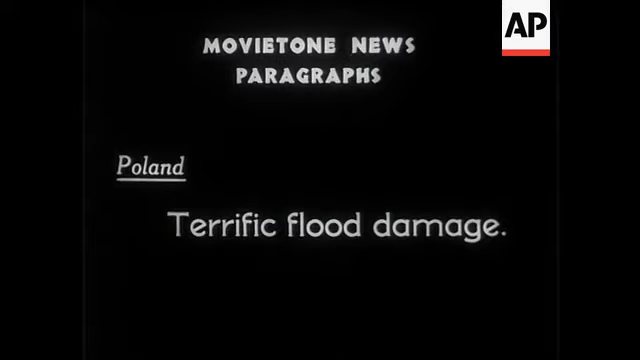 AP
MOVIETONE NEWS
PARAGRAPHS
Poland
Terrific flood damage.